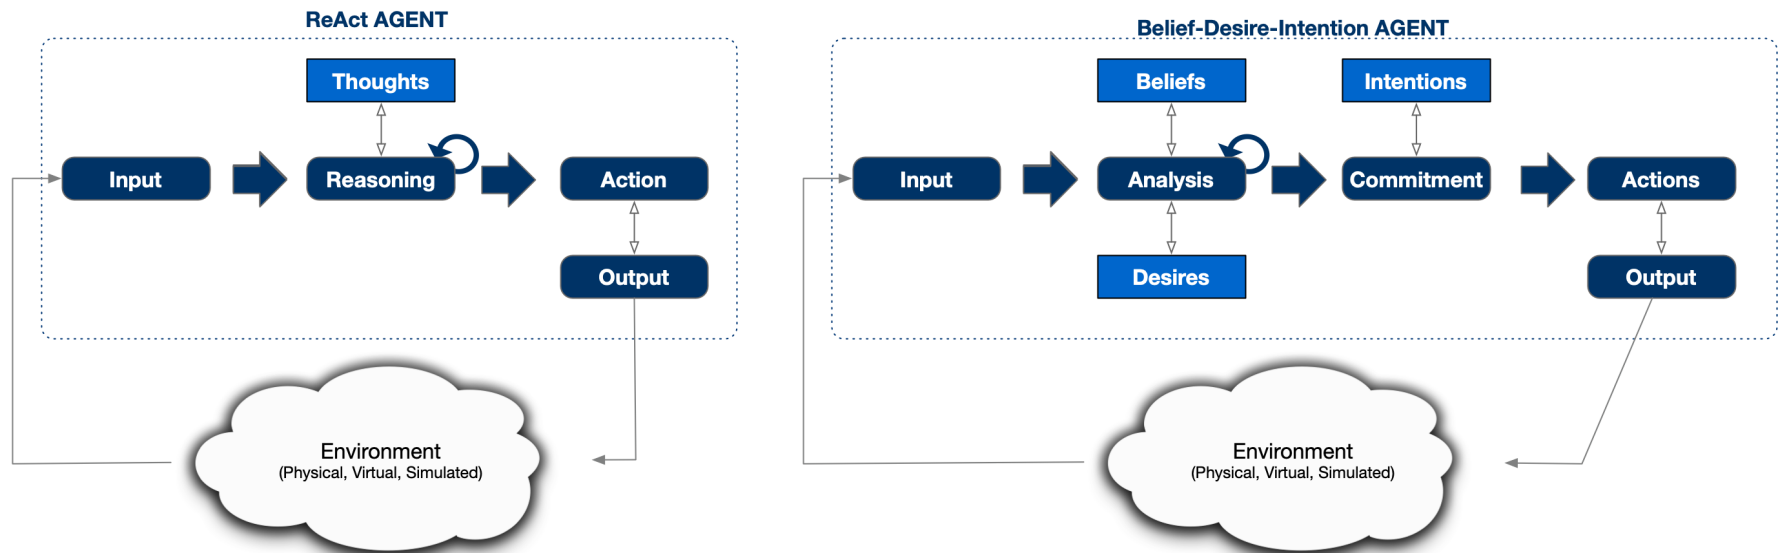 ReAct AGENT
Thoughts
Input
Reasoning
Action
Output
Environment
(Physical, Virtual, Simulated)
Belief-Desire-Intention AGENT
Beliefs
Intentions
Input
Analysis
Commitment
Actions
Desires
Output
Environment
(Physical, Virtual, Simulated)